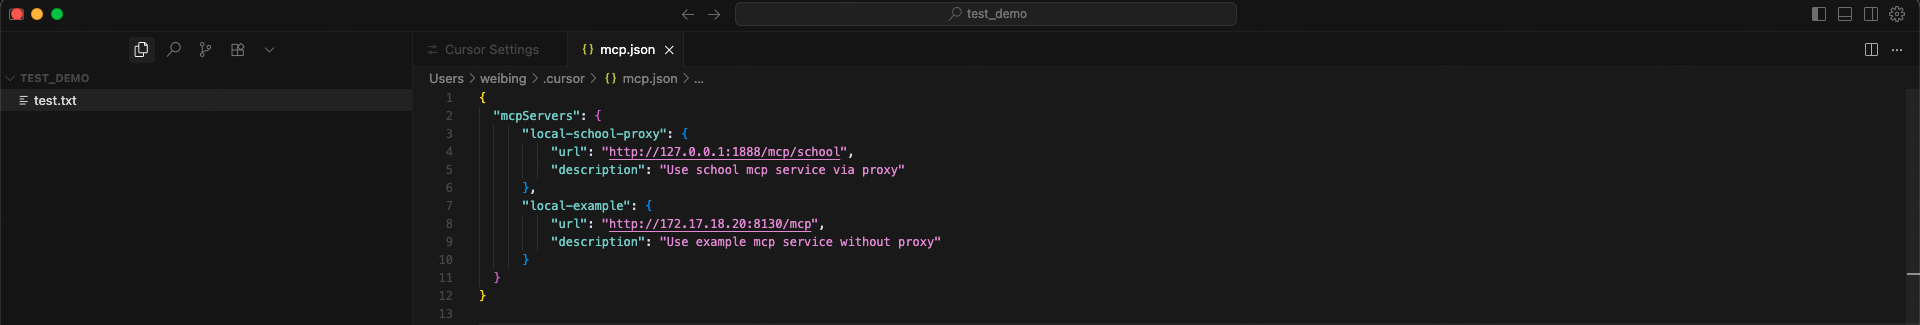 test_demo
Cursor Settings
{} mcp.json
TEST_DEMO
test.txt
Users > weibing > .cursor > {} mcp.json > ...
1 {
2 "mcpServers": {
3 "local-school-proxy": {
4 "url": "http://127.0.0.1:1888/mcp/school",
5 "description": "Use school mcp service via proxy"
6 },
7 "local-example": {
8 "url": "http://172.17.18.20:8130/mcp",
9 "description": "Use example mcp service without proxy"
10 }
11 }
12 }
13